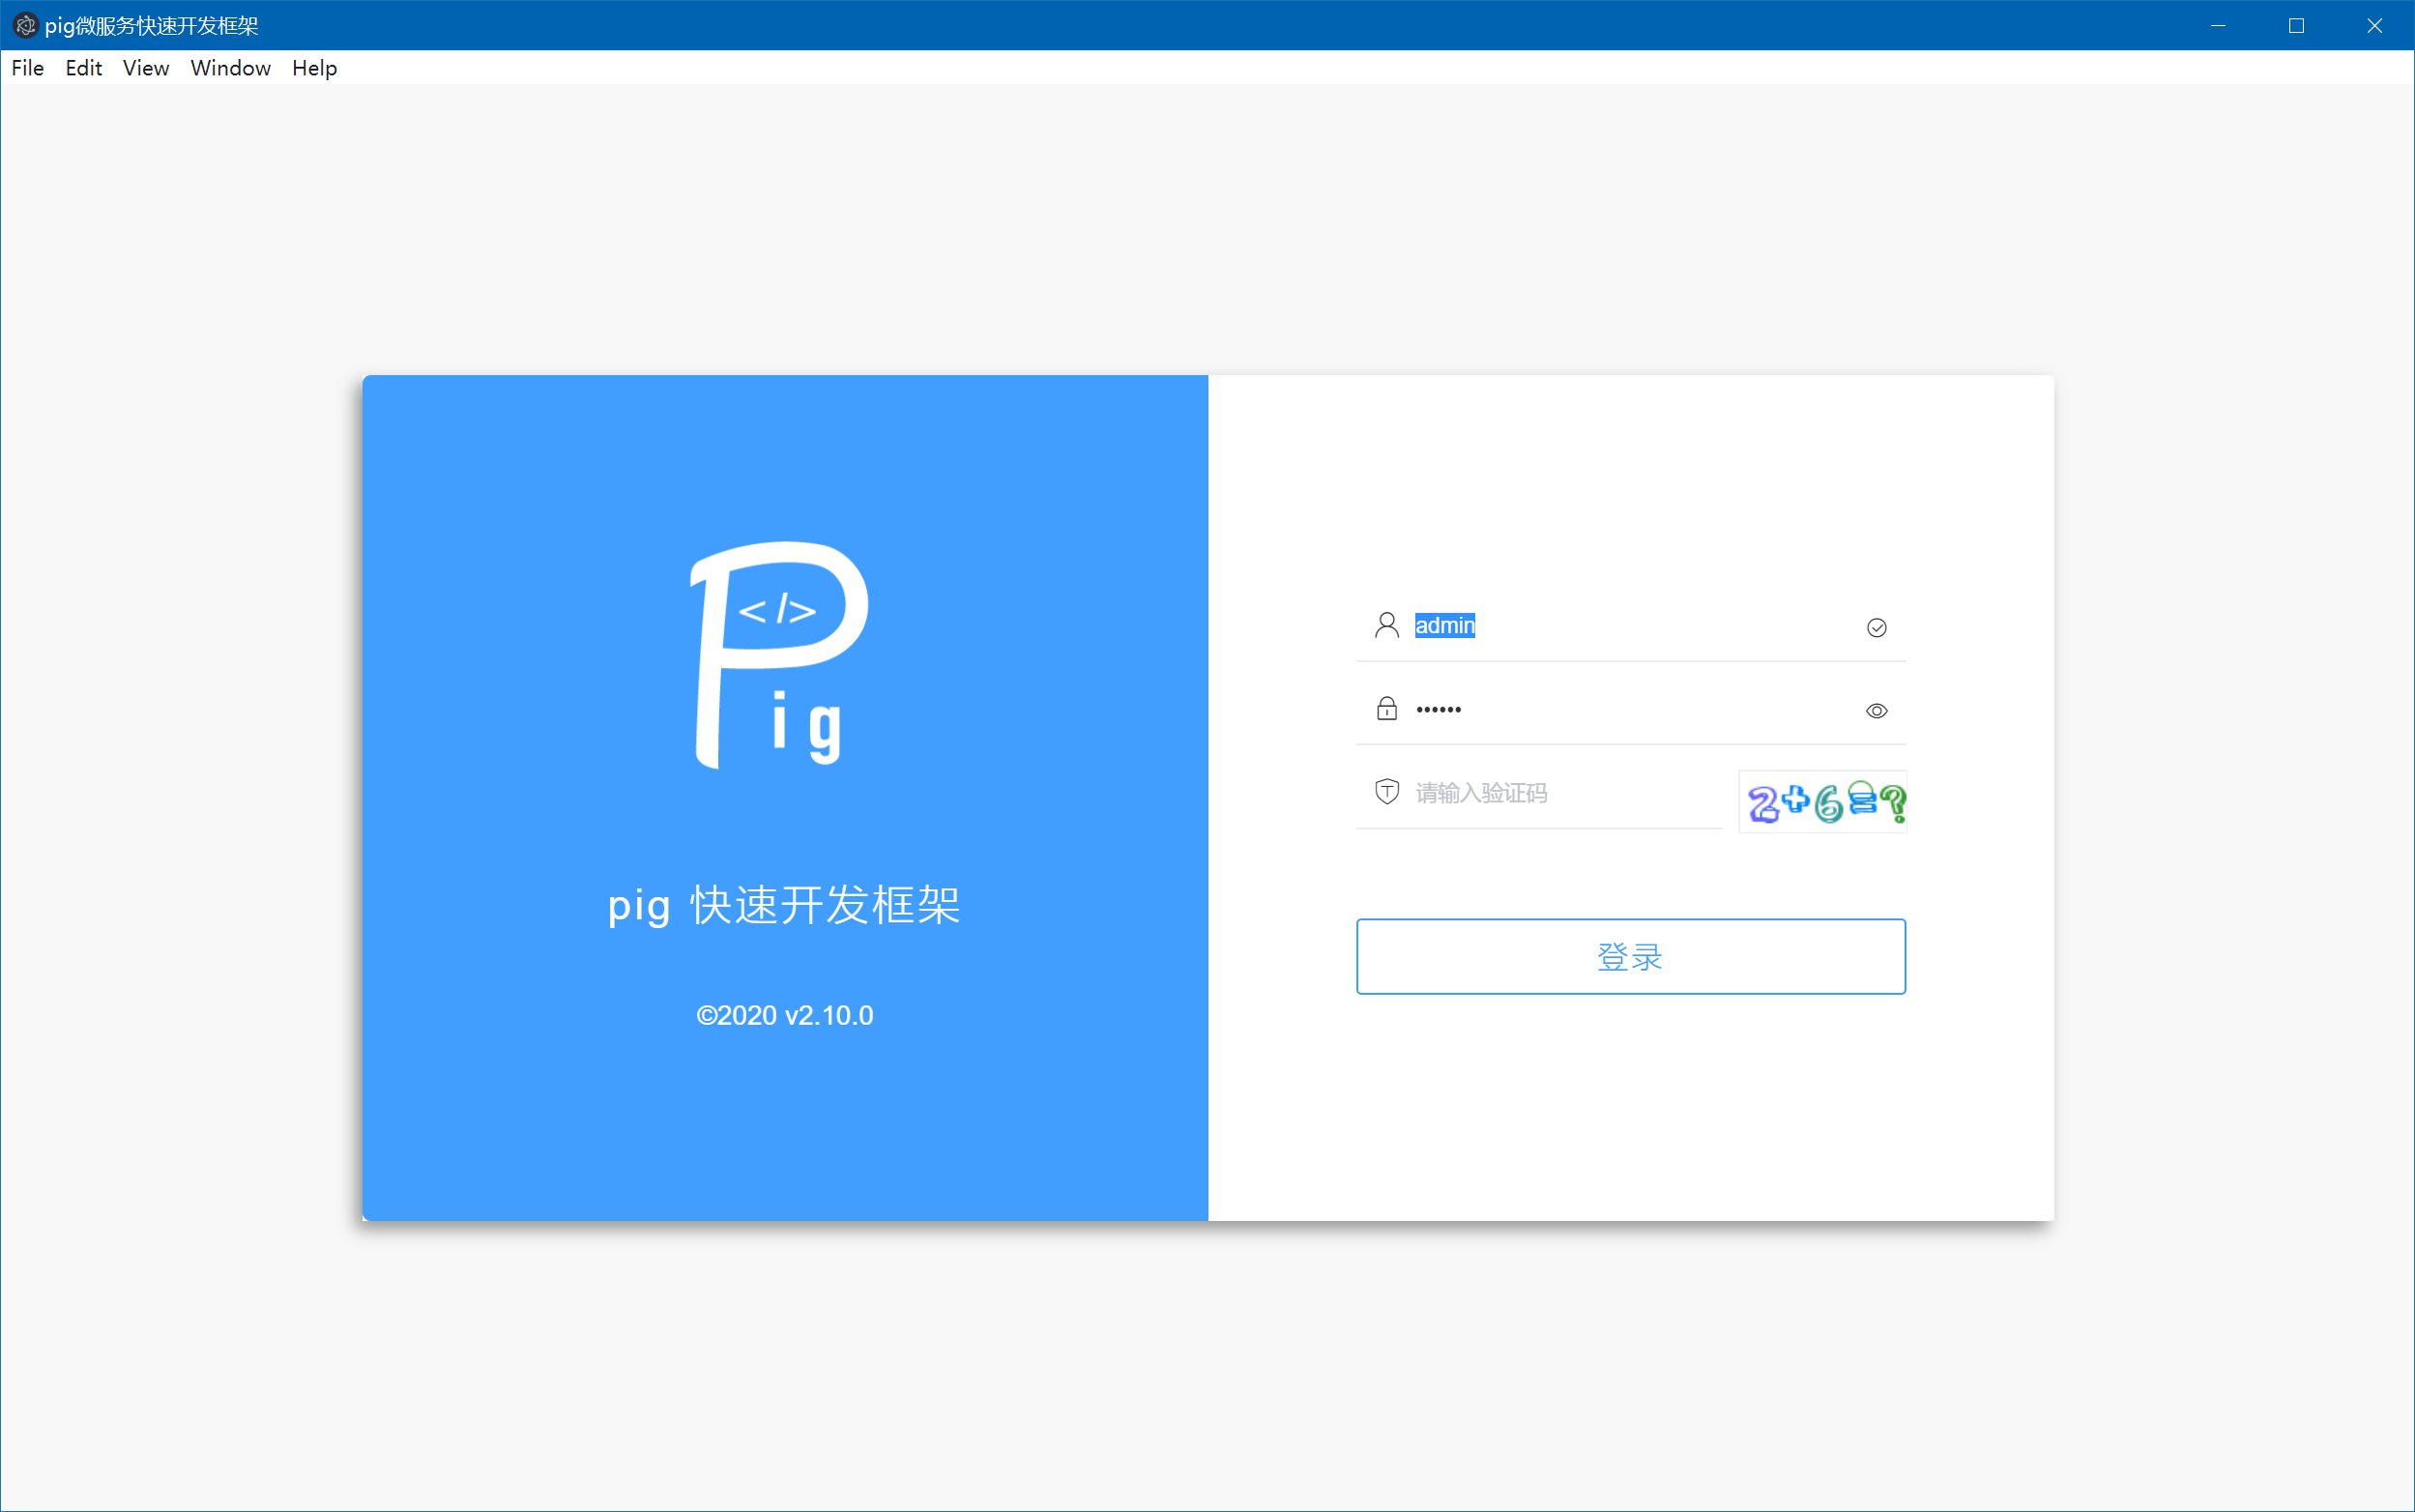 pig微服务快速开发框架
File Edit View Window Help
P
</>
ig
pig 快速开发框架
©2020 v2.10.0
admin
••••••
请输入验证码
2+6=?
登录